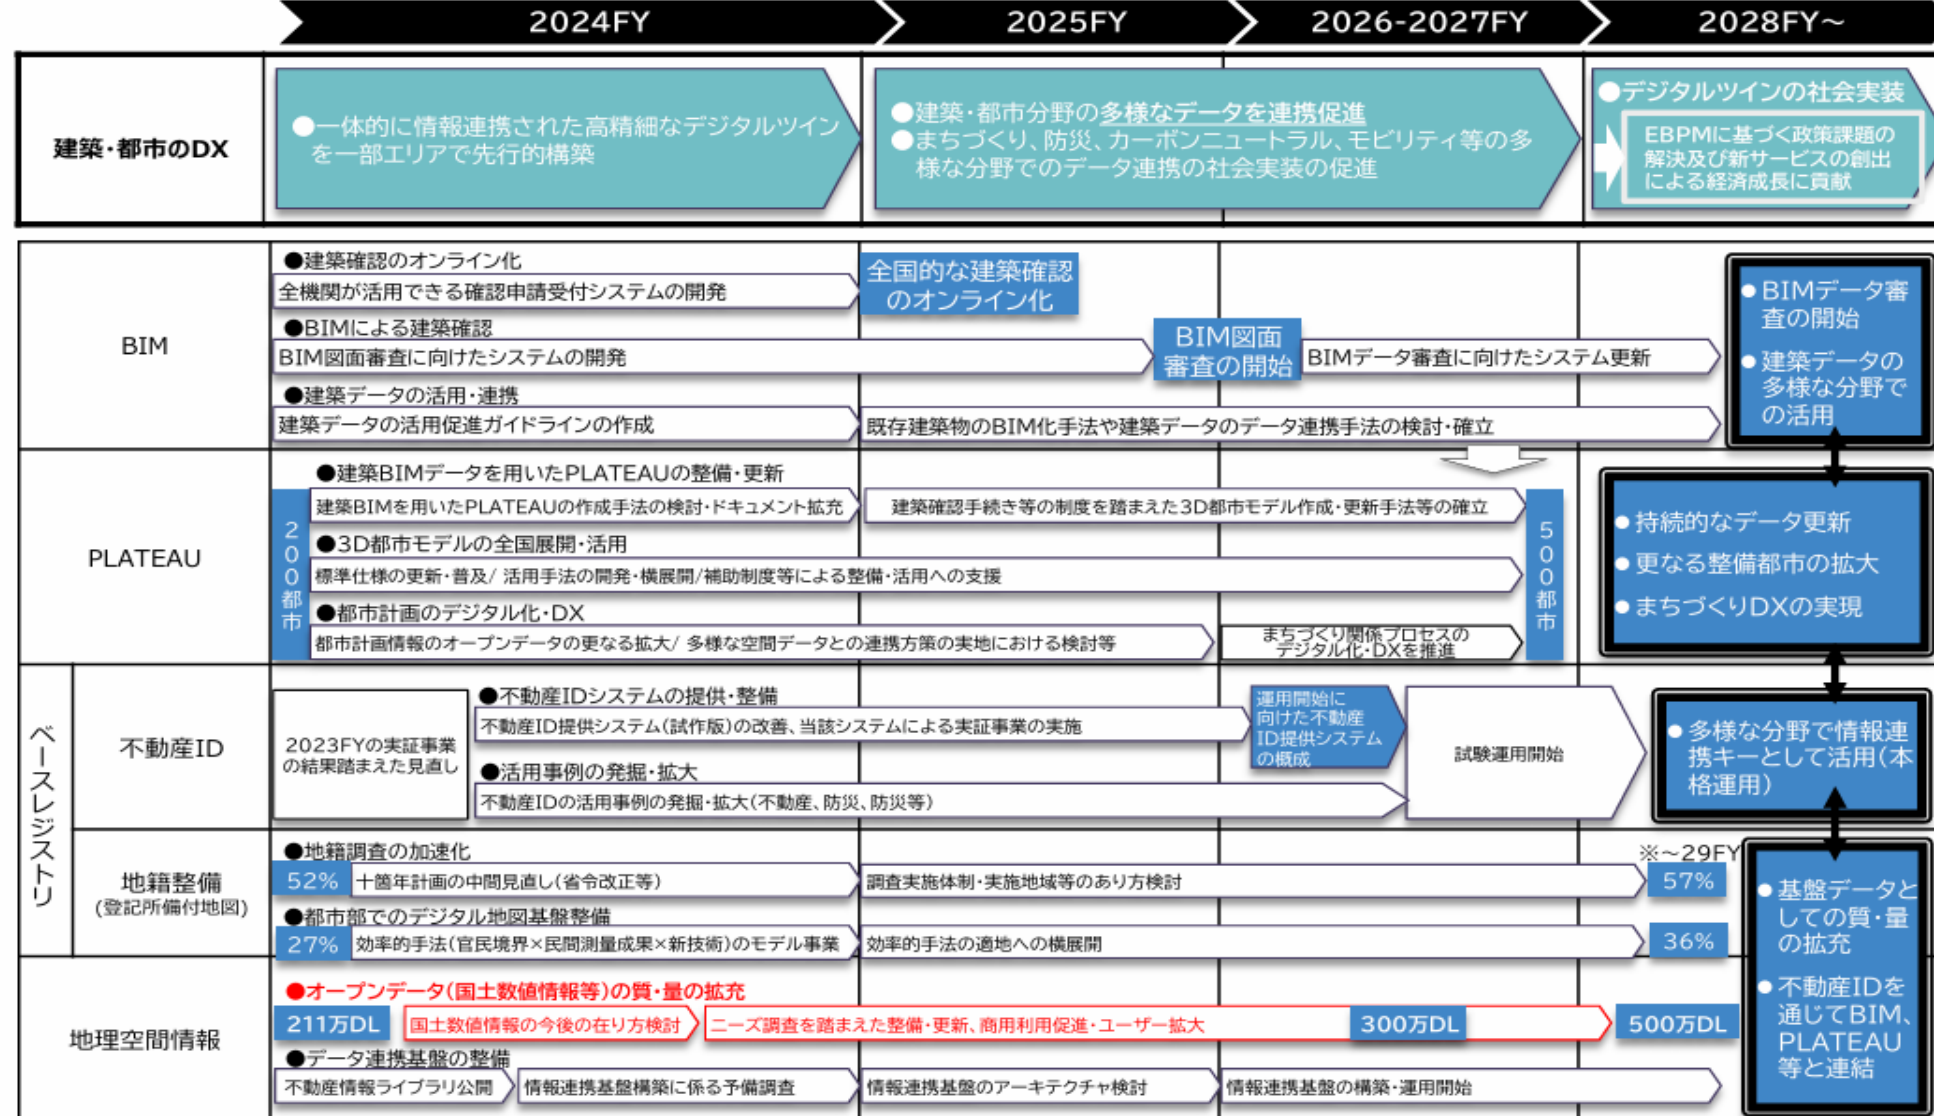 2024FY
2025FY
2026-2027FY
2028FY～
建築・都市のDX
●一体的に情報連携された高精細なデジタルツイン
を一部エリアで先行的構築
●建築・都市分野の多様なデータを連携促進
●まちづくり、防災、カーボンニュートラル、モビリティ等の多
様な分野でのデータ連携の社会実装の促進
●デジタルツインの社会実装
EBPMに基づく政策課題の
解決及び新サービスの創出
による経済成長に貢献
BIM
●建築確認のオンライン化
全機関が活用できる確認申請受付システムの開発
全国的な建築確認
のオンライン化
●BIMによる建築確認
BIM図面審査に向けたシステムの開発
BIM図面
審査の開始
BIMデータ審査に向けたシステム更新
●建築データの活用・連携
建築データの活用促進ガイドラインの作成
既存建築物のBIM化手法や建築データのデータ連携手法の検討・確立
●BIMデータ審
査の開始
●建築データの
多様な分野で
の活用
PLATEAU
200都市
●建築BIMデータを用いたPLATEAUの整備・更新
建築BIMを用いたPLATEAUの作成手法の検討・ドキュメント拡充
建築確認手続き等の制度を踏まえた3D都市モデル作成・更新手法等の確立
●3D都市モデルの全国展開・活用
標準仕様の更新・普及/ 活用手法の開発・横展開/補助制度等による整備・活用への支援
●都市計画のデジタル化・DX
都市計画情報のオープンデータの更なる拡大/ 多様な空間データとの連携方策の実地における検討等
まちづくり関係プロセスの
デジタル化・DXを推進
500都市
●持続的なデータ更新
●更なる整備都市の拡大
●まちづくりDXの実現
ベースレジストリ
不動産ID
2023FYの実証事業
の結果踏まえた見直し
●不動産IDシステムの提供・整備
不動産ID提供システム(試作版)の改善、当該システムによる実証事業の実施
運用開始に
向けた不動産
ID提供システム
の概成
●活用事例の発掘・拡大
不動産IDの活用事例の発掘・拡大(不動産、防災、防災等)
試験運用開始
●多様な分野で情報連
携キーとして活用(本
格運用)
地籍整備
(登記所備付地図)
●地籍調査の加速化
52%
十箇年計画の中間見直し(省令改正等)
調査実施体制・実施地域等のあり方検討
※～29FY
57%
●都市部でのデジタル地図基盤整備
27%
効率的手法(官民境界×民間測量成果×新技術)のモデル事業
効率的手法の適地への横展開
36%
地理空間情報
●オープンデータ(国土数値情報等)の質・量の拡充
211万DL
国土数値情報の今後の在り方検討
ニーズ調査を踏まえた整備・更新、商用利用促進・ユーザー拡大
300万DL
500万DL
●データ連携基盤の整備
不動産情報ライブラリ公開
情報連携基盤構築に係る予備調査
情報連携基盤のアーキテクチャ検討
情報連携基盤の構築・運用開始
●基盤データと
しての質・量
の拡充
●不動産IDを
通じてBIM、
PLATEAU
等と連結